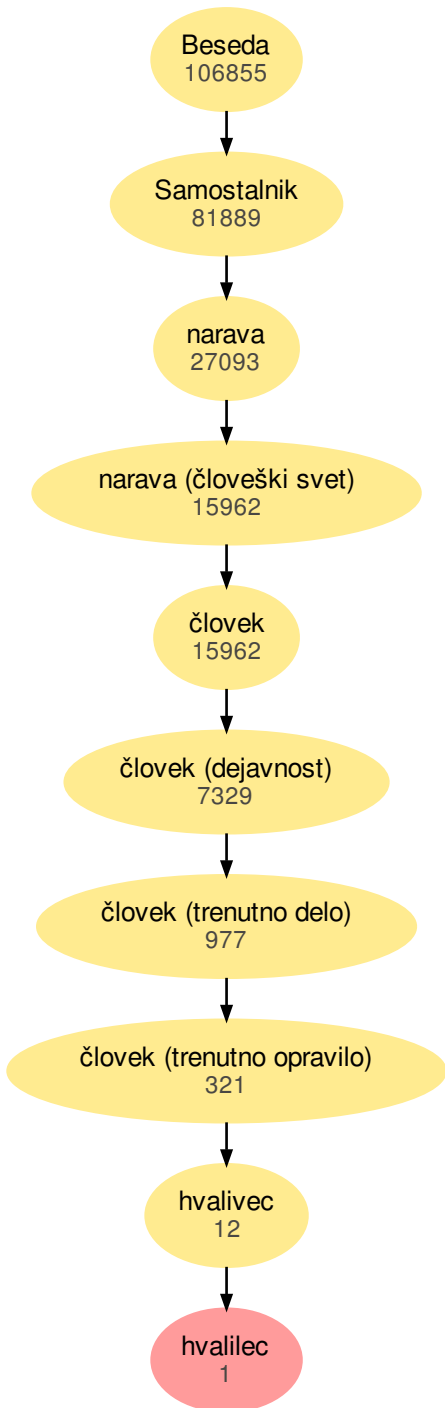 Beseda
106855
Samostalnik
81889
narava
27093
narava (človeški svet)
15962
človek
15962
človek (dejavnost)
7329
človek (trenutno delo)
977
človek (trenutno opravilo)
321
hvalivec
12
hvalilec
1